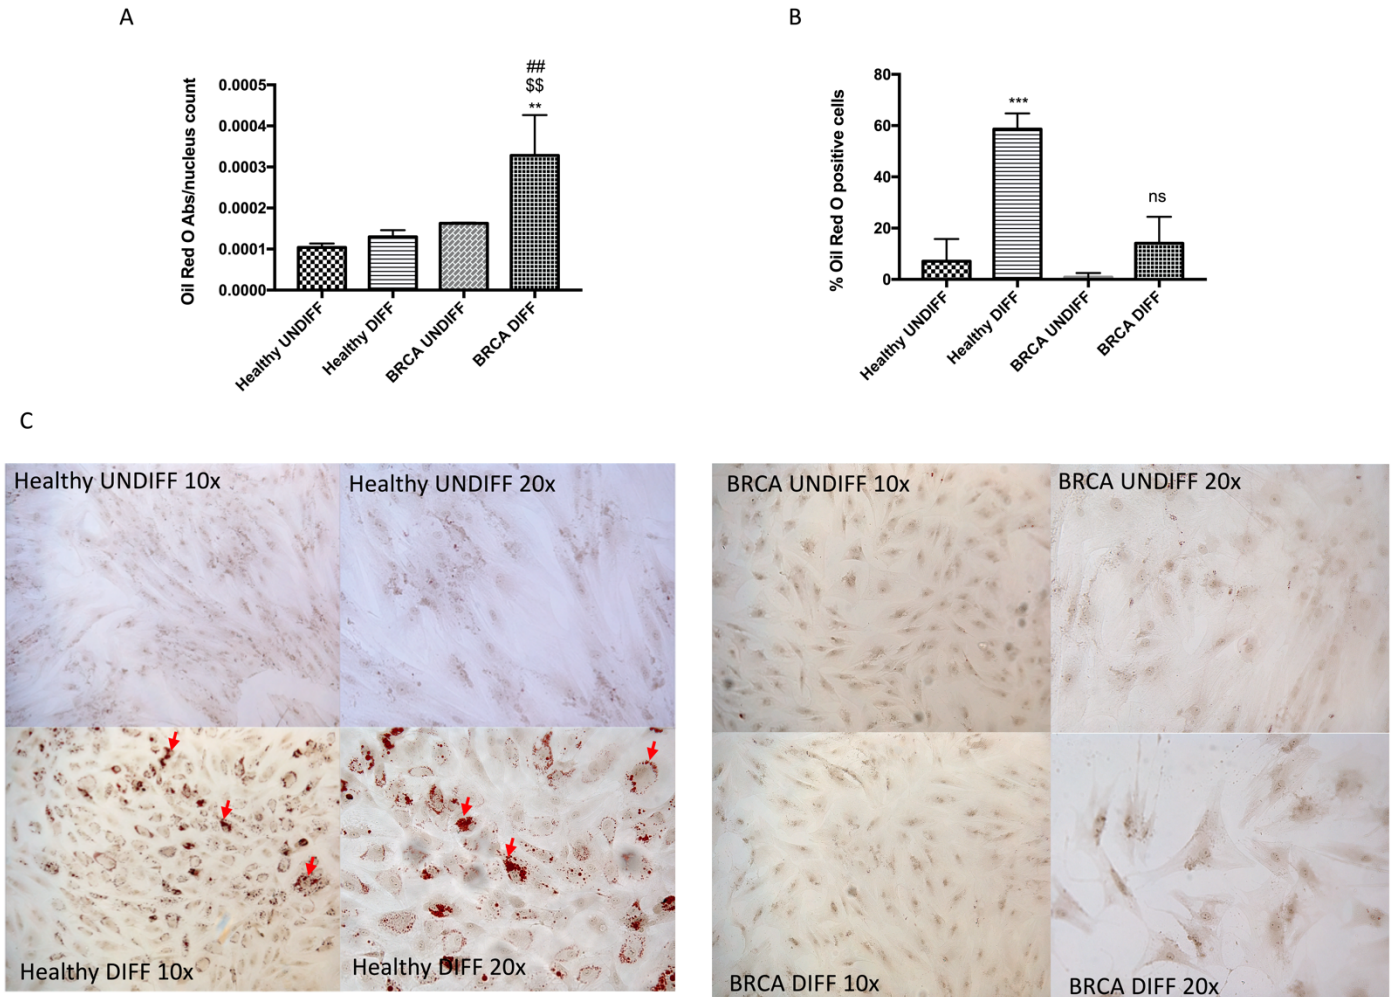 A
B
Oil Red O Abs/nucleus count
0.0005
0.0004
0.0003
0.0002
0.0001
0.0000
##
$$
**
Healthy UNDIFF
Healthy DIFF
BRCA UNDIFF
BRCA DIFF
% Oil Red O positive cells
80
60
40
20
0
***
ns
Healthy UNDIFF
Healthy DIFF
BRCA UNDIFF
BRCA DIFF
C
Healthy UNDIFF 10x
Healthy UNDIFF 20x
BRCA UNDIFF 10x
BRCA UNDIFF 20x
Healthy DIFF 10x
Healthy DIFF 20x
BRCA DIFF 10x
BRCA DIFF 20x